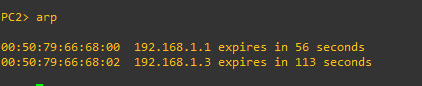 PC2> arp
00:50:79:66:68:00  192.168.1.1 expires in 56 seconds
00:50:79:66:68:02  192.168.1.3 expires in 113 seconds